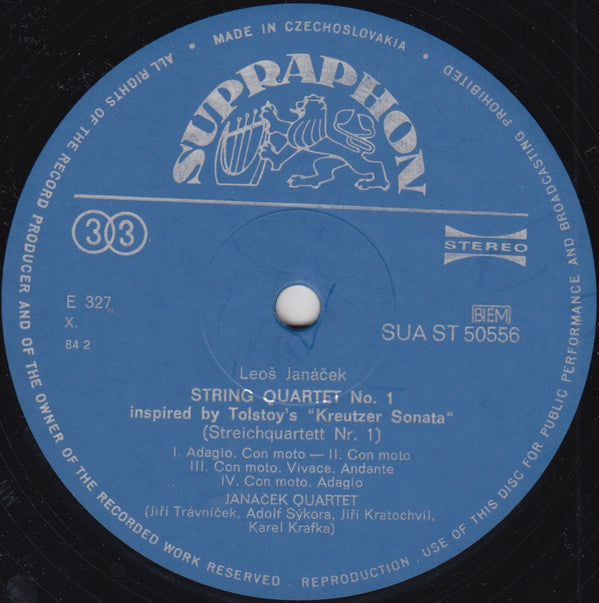 · MADE IN CZECHOSLOVAKIA ·
ALL RIGHTS OF THE RECORD PRODUCER AND OF THE OWNER OF THE RECORDED WORK RESERVED · REPRODUCTION · USE OF THIS DISC FOR PUBLIC PERFORMANCE AND BROADCASTING PROHIBITED
SUPRAPHON
33
STEREO
E 327
X.
84 2
BIEM
SUA ST 50556
Leoš Janáček
STRING QUARTET No. 1
inspired by Tolstoy's "Kreutzer Sonata"
(Streichquartett Nr. 1)
I. Adagio. Con moto — II. Con moto
III. Con moto. Vivace. Andante
IV. Con moto. Adagio
JANÁČEK QUARTET
(Jiří Trávníček, Adolf Sýkora, Jiří Kratochvíl,
Karel Krafka)